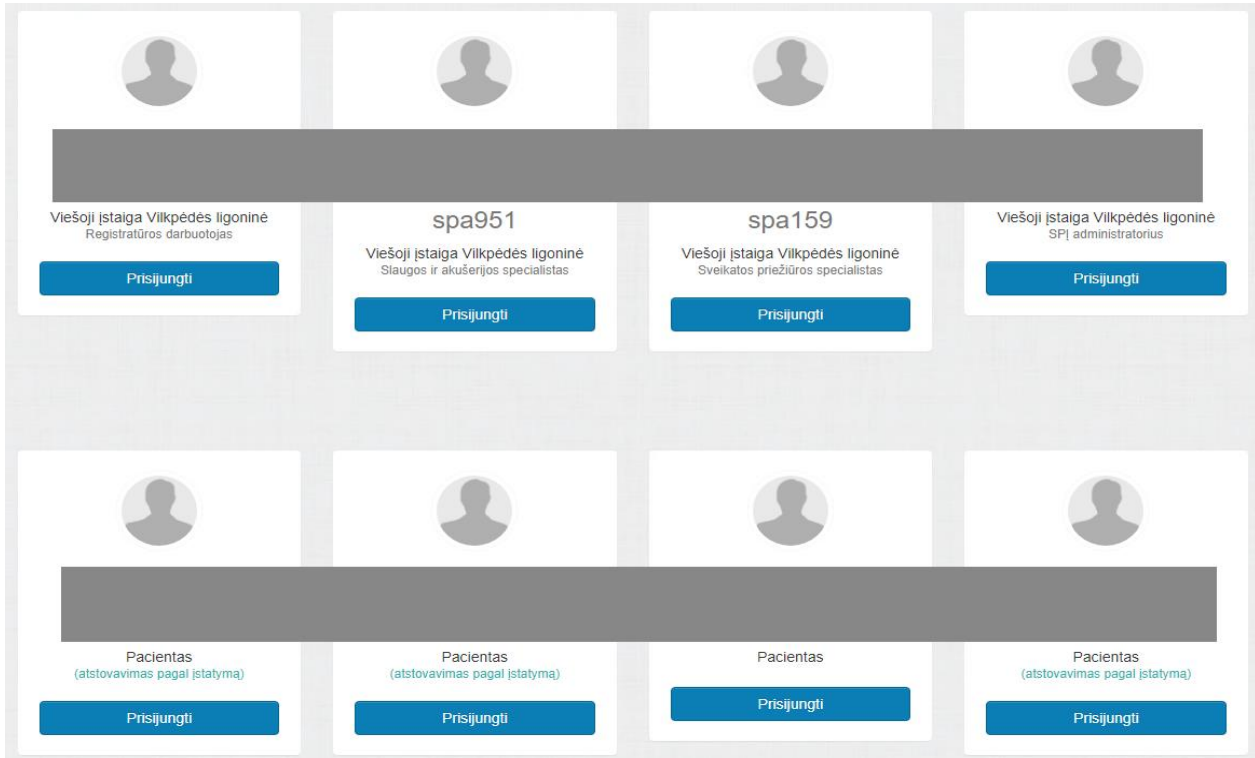 Viešoji įstaiga Vilkpėdės ligoninė
Registratūros darbuotojas
Prisijungti
spa951
Viešoji įstaiga Vilkpėdės ligoninė
Slaugos ir akušerijos specialistas
Prisijungti
spa159
Viešoji įstaiga Vilkpėdės ligoninė
Sveikatos priežiūros specialistas
Prisijungti
Viešoji įstaiga Vilkpėdės ligoninė
SPĮ administratorius
Prisijungti
Pacientas
(atstovavimas pagal įstatymą)
Prisijungti
Pacientas
(atstovavimas pagal įstatymą)
Prisijungti
Pacientas
Prisijungti
Pacientas
(atstovavimas pagal įstatymą)
Prisijungti